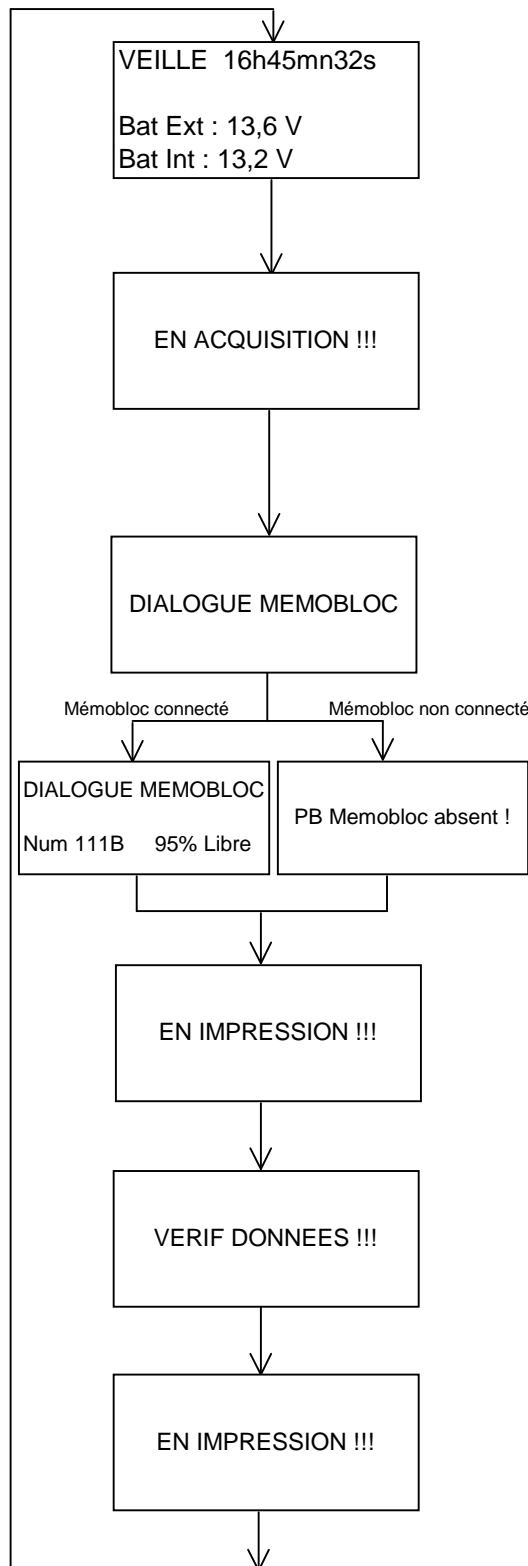 VEILLE 16h45mn32s
Bat Ext : 13,6 V
Bat Int : 13,2 V
EN ACQUISITION !!!
DIALOGUE MEMOBLOC
Mémobloc connecté
Mémobloc non connecté
DIALOGUE MEMOBLOC
Num 111B 95% Libre
PB Memobloc absent !
EN IMPRESSION !!!
VERIF DONNEES !!!
EN IMPRESSION !!!